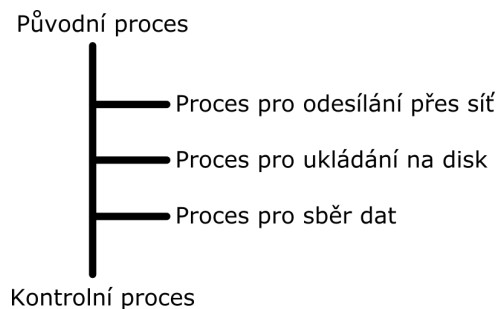 Původní proces
Proces pro odesílání přes síť
Proces pro ukládání na disk
Proces pro sběr dat
Kontrolní proces